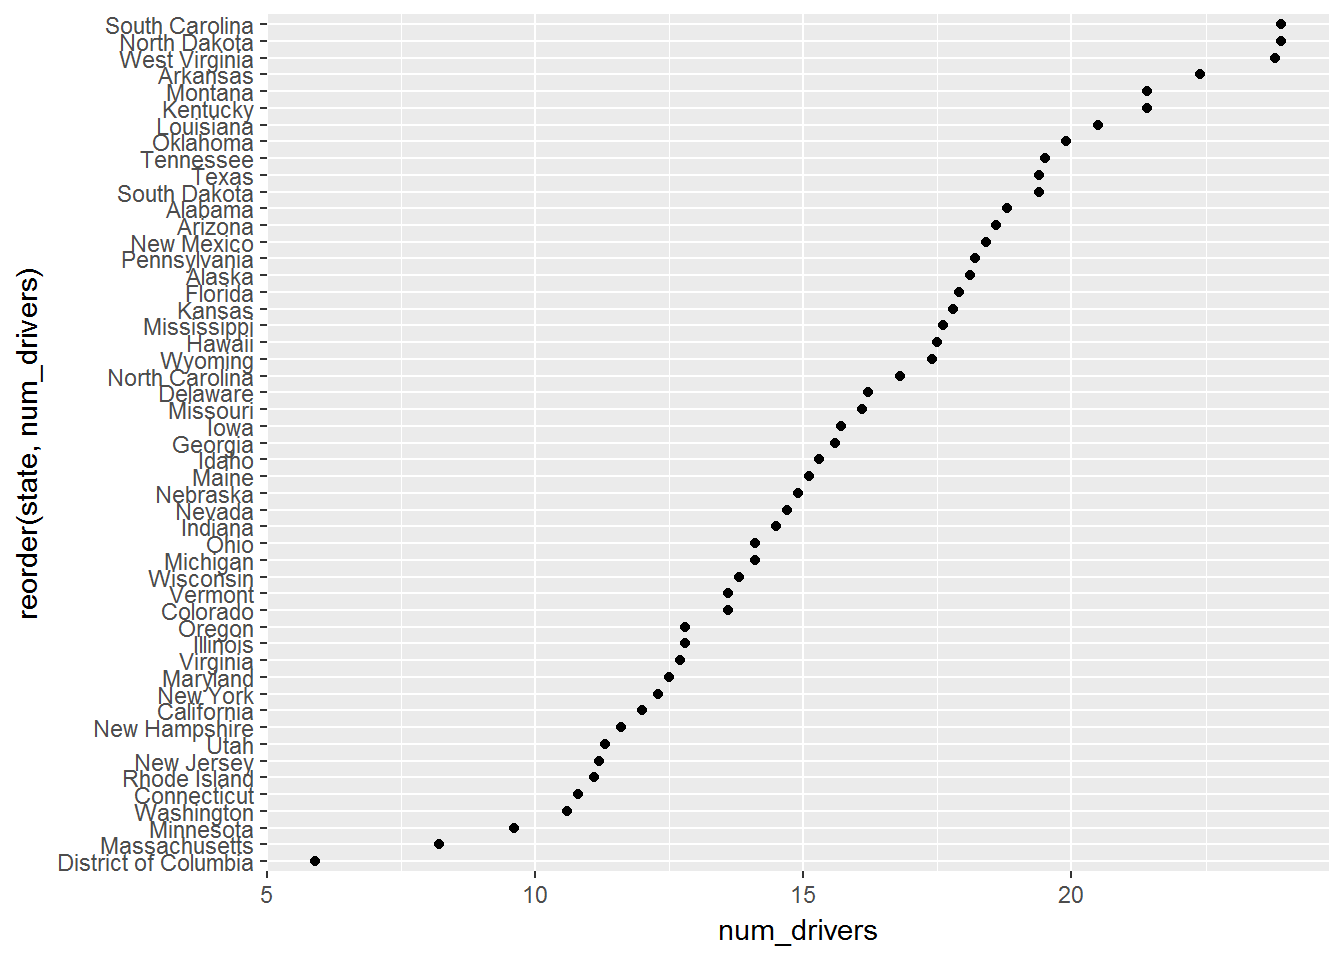 South Carolina
North Dakota
West Virginia
Arkansas
Montana
Kentucky
Louisiana
Oklahoma
Tennessee
Texas
South Dakota
Alabama
Arizona
New Mexico
Pennsylvania
Alaska
Florida
Kansas
Mississippi
Hawaii
Wyoming
North Carolina
Delaware
Missouri
Iowa
Georgia
Idaho
Maine
Nebraska
Nevada
Indiana
Ohio
Michigan
Wisconsin
Vermont
Colorado
Oregon
Illinois
Virginia
Maryland
New York
California
New Hampshire
Utah
New Jersey
Rhode Island
Connecticut
Washington
Minnesota
Massachusetts
District of Columbia
reorder(state, num_drivers)
5 10 15 20
num_drivers